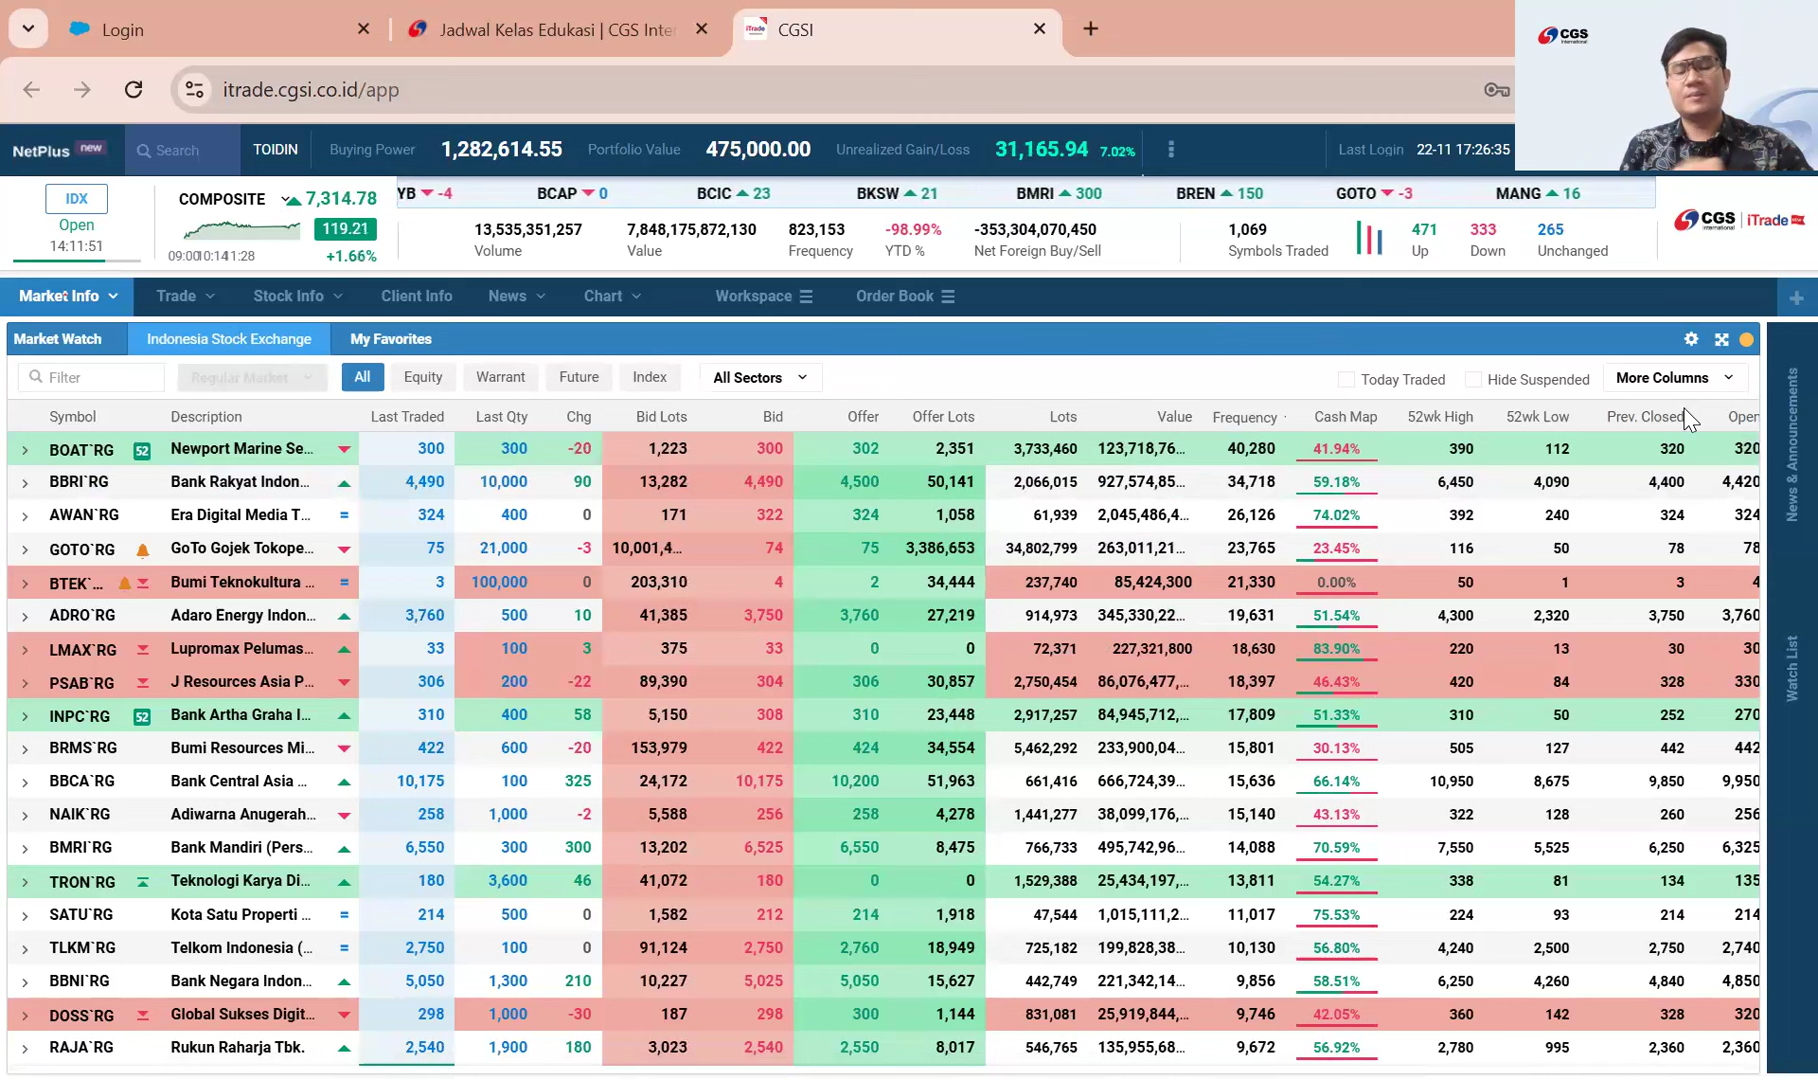 Login
Jadwal Kelas Edukasi | CGS Inter
CGSI
itrade.cgsi.co.id/app
CGS
International
NetPlus new
Search
TOIDIN
Buying Power 1,282,614.55
Portfolio Value 475,000.00
Unrealized Gain/Loss 31,165.94 7.02%
Last Login 22-11 17:26:35
IDX
Open
14:11:51
COMPOSITE 7,314.78
119.21
+1.66%
YB -4 BCAP 0 BCIC 23 BKSW 21 BMRI 300 BREN 150 GOTO -3 MANG 16
13,535,351,257 7,848,175,872,130 823,153 -98.99% -353,304,070,450 1,069 471 333 265
Volume Value Frequency YTD % Net Foreign Buy/Sell Symbols Traded Up Down Unchanged
CGS International iTrade new
Market Info Trade Stock Info Client Info News Chart Workspace Order Book
Market Watch Indonesia Stock Exchange My Favorites
Filter Regular Market All Equity Warrant Future Index All Sectors Today Traded Hide Suspended More Columns
Symbol Description Last Traded Last Qty Chg Bid Lots Bid Offer Offer Lots Lots Value Frequency Cash Map 52wk High 52wk Low Prev. Closed Open
BOAT`RG 52 Newport Marine Se... 300 300 -20 1,223 300 302 2,351 3,733,460 123,718,76... 40,280 41.94% 390 112 320 320
BBRI`RG Bank Rakyat Indon... 4,490 10,000 90 13,282 4,490 4,500 50,141 2,066,015 927,574,85... 34,718 59.18% 6,450 4,090 4,400 4,420
AWAN`RG Era Digital Media T... 324 400 0 171 322 324 1,058 61,939 2,045,486,4... 26,126 74.02% 392 240 324 324
GOTO`RG GoTo Gojek Tokope... 75 21,000 -3 10,001,4... 74 75 3,386,653 34,802,799 263,011,21... 23,765 23.45% 116 50 78 78
BTEK`... Bumi Teknokultura ... 3 100,000 0 203,310 4 2 34,444 237,740 85,424,300 21,330 0.00% 50 1 3 4
ADRO`RG Adaro Energy Indon... 3,760 500 10 41,385 3,750 3,760 27,219 914,973 345,330,22... 19,631 51.54% 4,300 2,320 3,750 3,760
LMAX`RG Lupromax Pelumas... 33 100 3 375 33 0 0 72,371 227,321,800 18,630 83.90% 220 13 30 30
PSAB`RG J Resources Asia P... 306 200 -22 89,390 304 306 30,857 2,750,454 86,076,477,... 18,397 46.43% 420 84 328 330
INPC`RG 52 Bank Artha Graha I... 310 400 58 5,150 308 310 23,448 2,917,257 84,945,712,... 17,809 51.33% 310 50 252 270
BRMS`RG Bumi Resources Mi... 422 600 -20 153,979 422 424 34,554 5,462,292 233,900,04... 15,801 30.13% 505 127 442 442
BBCA`RG Bank Central Asia ... 10,175 100 325 24,172 10,175 10,200 51,963 661,416 666,724,39... 15,636 66.14% 10,950 8,675 9,850 9,950
NAIK`RG Adiwarna Anugerah... 258 1,000 -2 5,588 256 258 4,278 1,441,277 38,099,176,... 15,140 43.13% 322 128 260 256
BMRI`RG Bank Mandiri (Pers... 6,550 300 300 13,202 6,525 6,550 8,475 766,733 495,742,96... 14,088 70.59% 7,550 5,525 6,250 6,325
TRON`RG Teknologi Karya Di... 180 3,600 46 41,072 180 0 0 1,529,388 25,434,197,... 13,811 54.27% 338 81 134 135
SATU`RG Kota Satu Properti ... 214 500 0 1,582 212 214 1,918 47,544 1,015,111,2... 11,017 75.53% 224 93 214 214
TLKM`RG Telkom Indonesia (... 2,750 100 0 91,124 2,750 2,760 18,949 725,182 199,828,38... 10,130 56.80% 4,240 2,500 2,750 2,740
BBNI`RG Bank Negara Indon... 5,050 1,300 210 10,227 5,025 5,050 15,627 442,749 221,342,14... 9,856 58.51% 6,250 4,260 4,840 4,850
DOSS`RG Global Sukses Digit... 298 1,000 -30 187 298 300 1,144 831,081 25,919,844,... 9,746 42.05% 360 142 328 320
RAJA`RG Rukun Raharja Tbk. 2,540 1,900 180 3,023 2,540 2,550 8,017 546,765 135,955,68... 9,672 56.92% 2,780 995 2,360 2,360
News & Announcements
Watch List